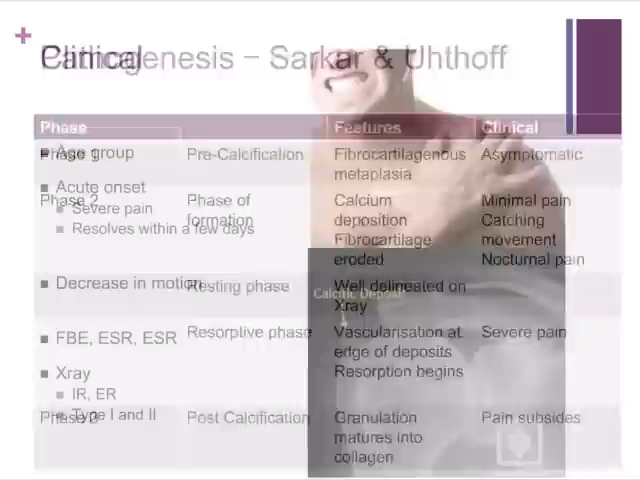 +
Pathogenesis – Sarkar & Uhthoff
Phase Features Clinical
Phase 1 Pre-Calcification Fibrocartilagenous Asymptomatic
metaplasia
Phase 2 Phase of Calcium Minimal pain
formation deposition Catching
Fibrocartilage movement
eroded Nocturnal pain
Resting phase Well delineated on
Xray
Resorptive phase Vascularisation at Severe pain
edge of deposits
Resorption begins
Phase 3 Post Calcification Granulation Pain subsides
matures into
collagen
Clinical
Age group
Acute onset
Severe pain
Resolves within a few days
Decrease in motion
FBE, ESR, ESR
Xray
IR, ER
Type I and II
Calcific Deposit